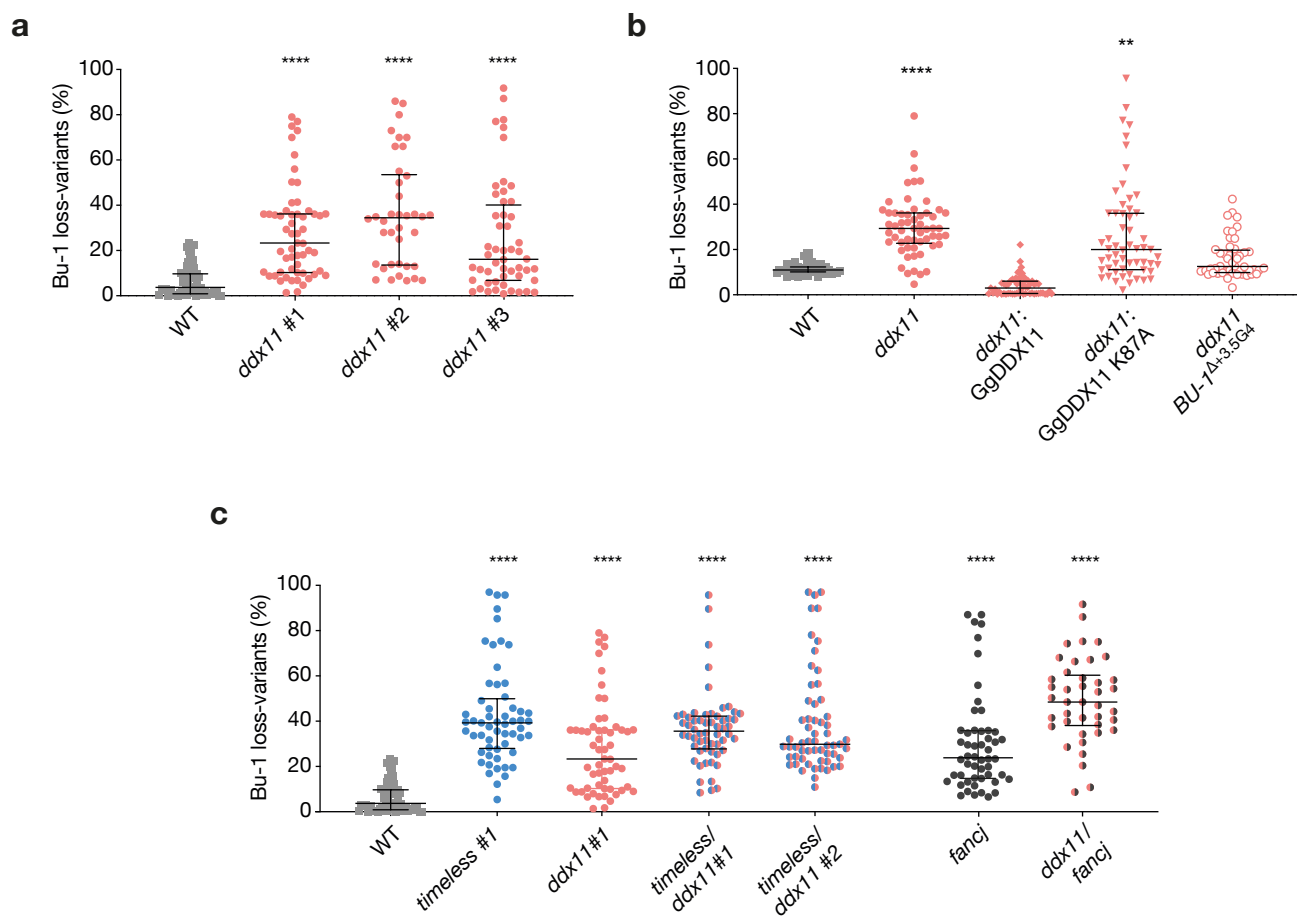 a
****
****
****
Bu-1 loss-variants (%)
100
80
60
40
20
0
WT
ddx11 #1
ddx11 #2
ddx11 #3
b
****
**
Bu-1 loss-variants (%)
100
80
60
40
20
0
WT
ddx11
ddx11:
GgDDX11
ddx11:
GgDDX11 K87A
ddx11
BU-1Δ+3.5G4
c
****
****
****
****
****
****
Bu-1 loss-variants (%)
100
80
60
40
20
0
WT
timeless #1
ddx11#1
timeless/
ddx11#1
timeless/
ddx11 #2
fancj
ddx11/
fancj